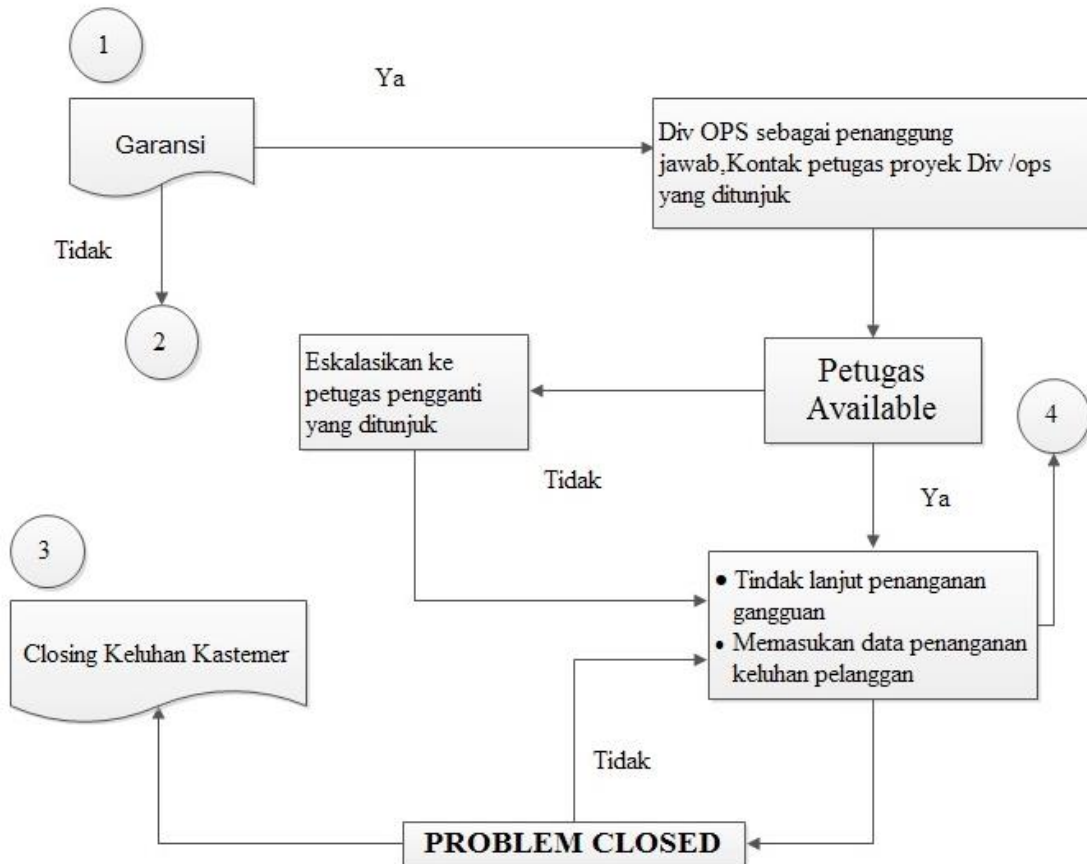 1
Ya
Garansi
Div OPS sebagai penanggung
jawab,Kontak petugas proyek Div /ops
yang ditunjuk
Tidak
2
Eskalasikan ke
petugas pengganti
yang ditunjuk
Petugas
Available
4
Tidak
Ya
3
Closing Keluhan Kastemer
• Tindak lanjut penanganan
gangguan
• Memasukan data penanganan
keluhan pelanggan
Tidak
PROBLEM CLOSED